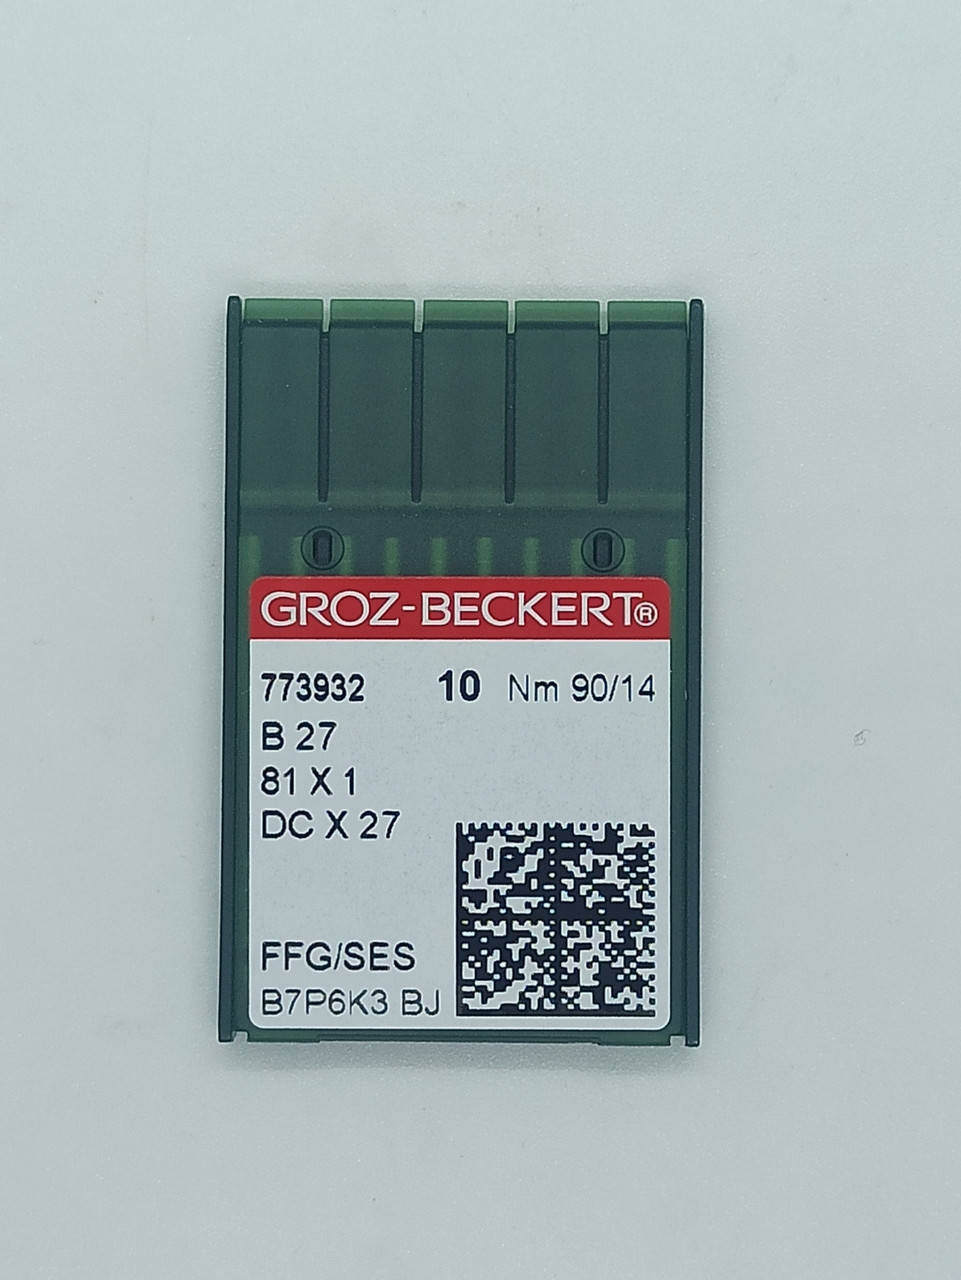 GROZ-BECKERT®
773932 10 Nm 90/14
B 27
81 X 1
DC X 27
FFG/SES
B7P6K3 BJ